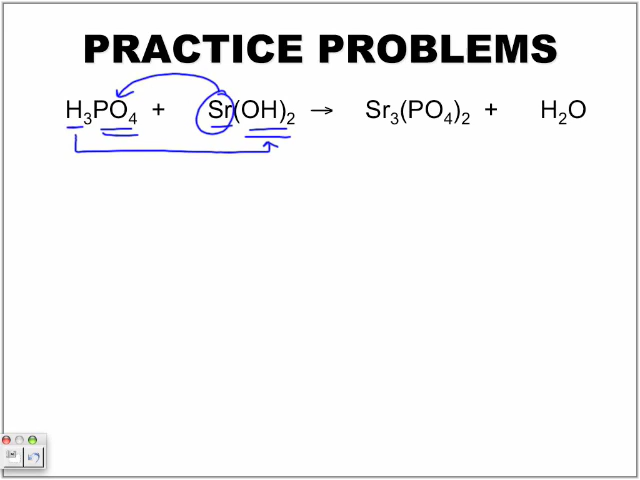 PRACTICE PROBLEMS
H₃PO₄ + Sr(OH)₂ → Sr₃(PO₄)₂ + H₂O